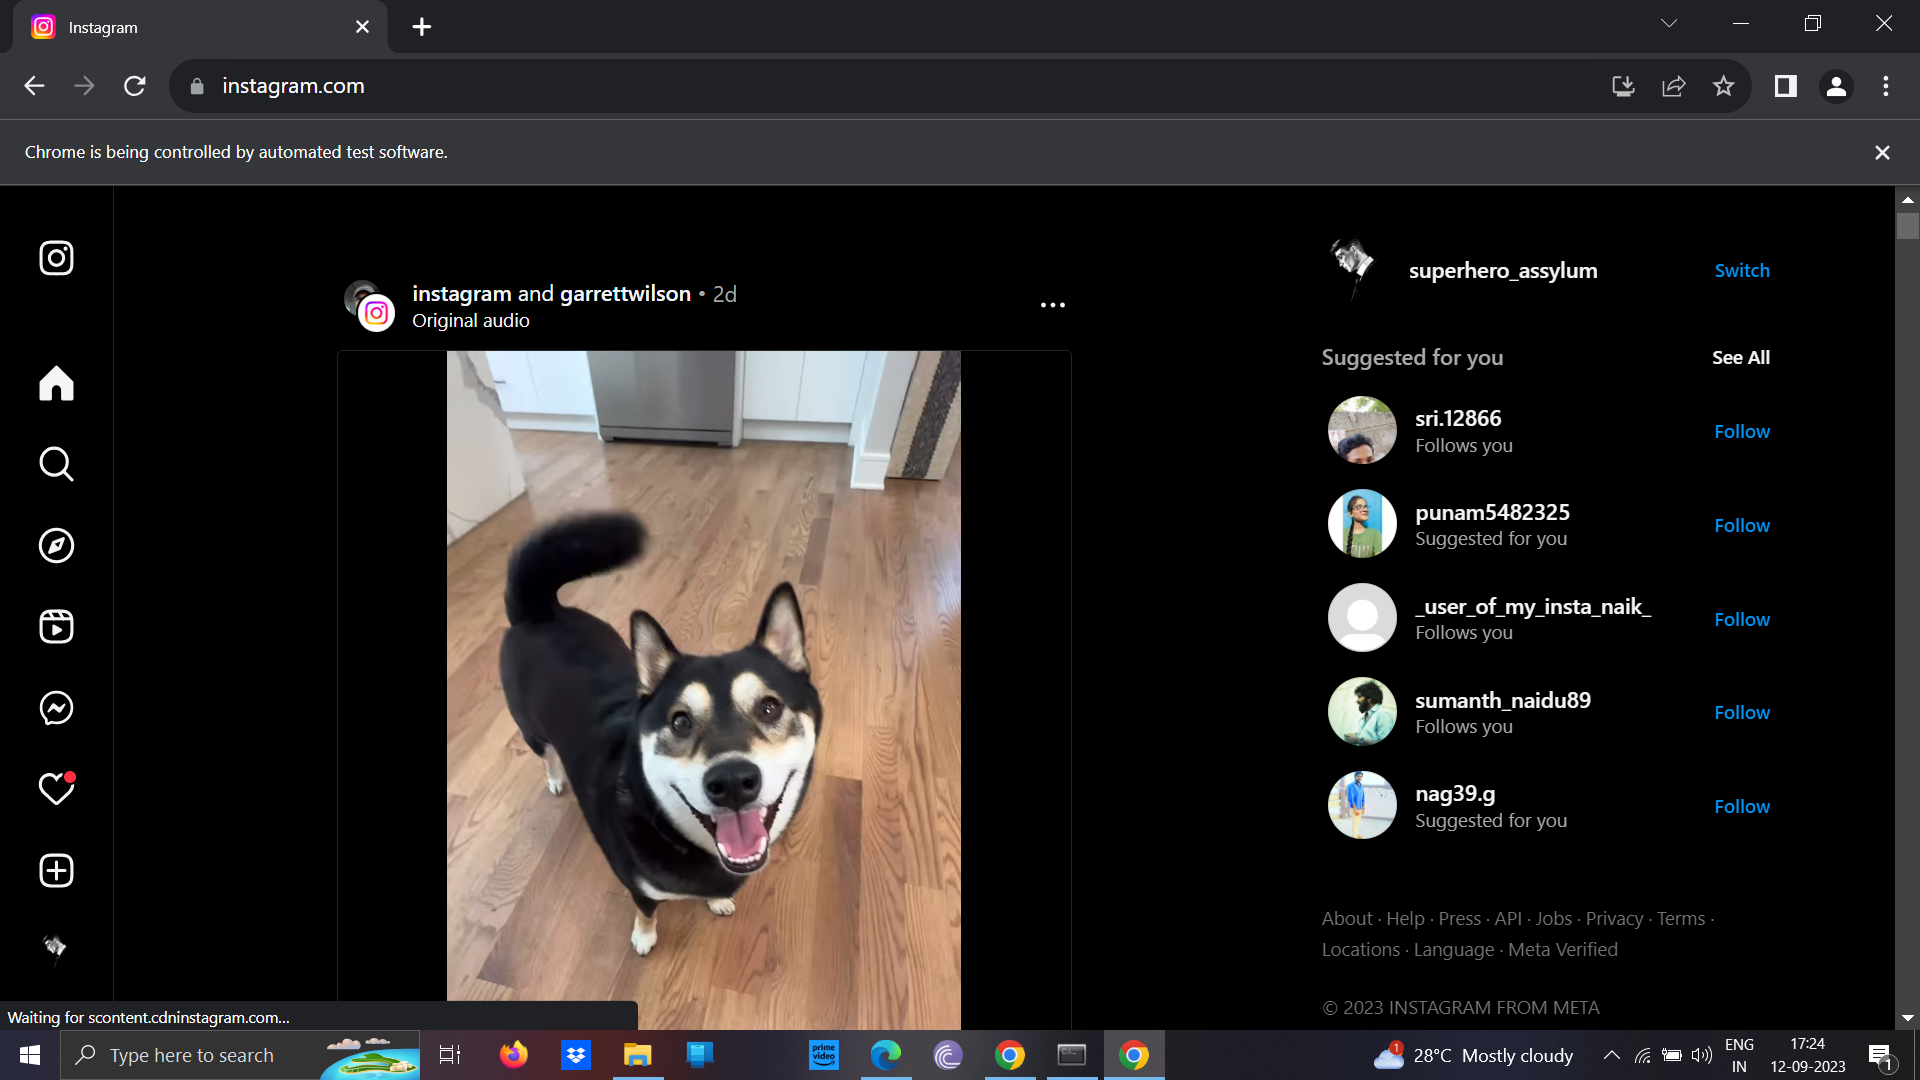 Instagram
instagram.com
Chrome is being controlled by automated test software.
instagram and garrettwilson • 2d
Original audio
superhero_assylum
Switch
Suggested for you
See All
sri.12866
Follows you
Follow
punam5482325
Suggested for you
Follow
_user_of_my_insta_naik_
Follows you
Follow
sumanth_naidu89
Follows you
Follow
nag39.g
Suggested for you
Follow
About · Help · Press · API · Jobs · Privacy · Terms ·
Locations · Language · Meta Verified
© 2023 INSTAGRAM FROM META
Waiting for scontent.cdninstagram.com...
Type here to search
prime video
1
28°C Mostly cloudy
ENG
IN
17:24
12-09-2023
1